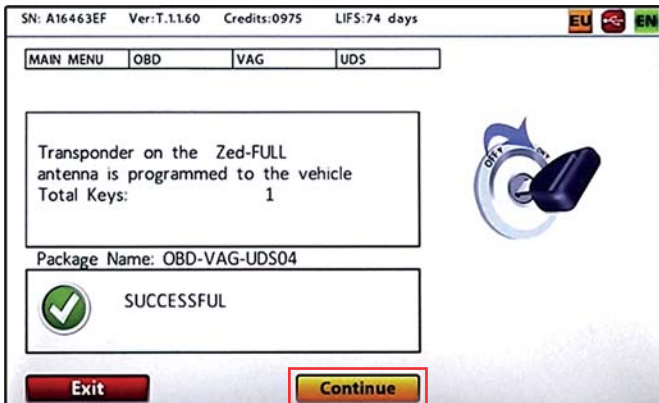 SN: A16463EF Ver:T.1.1.60 Credits:0975 LIFS:74 days EU EN
MAIN MENU OBD VAG UDS
Transponder on the Zed-FULL
antenna is programmed to the vehicle
Total Keys: 1
OFF ON
Package Name: OBD-VAG-UDS04
SUCCESSFUL
Exit Continue